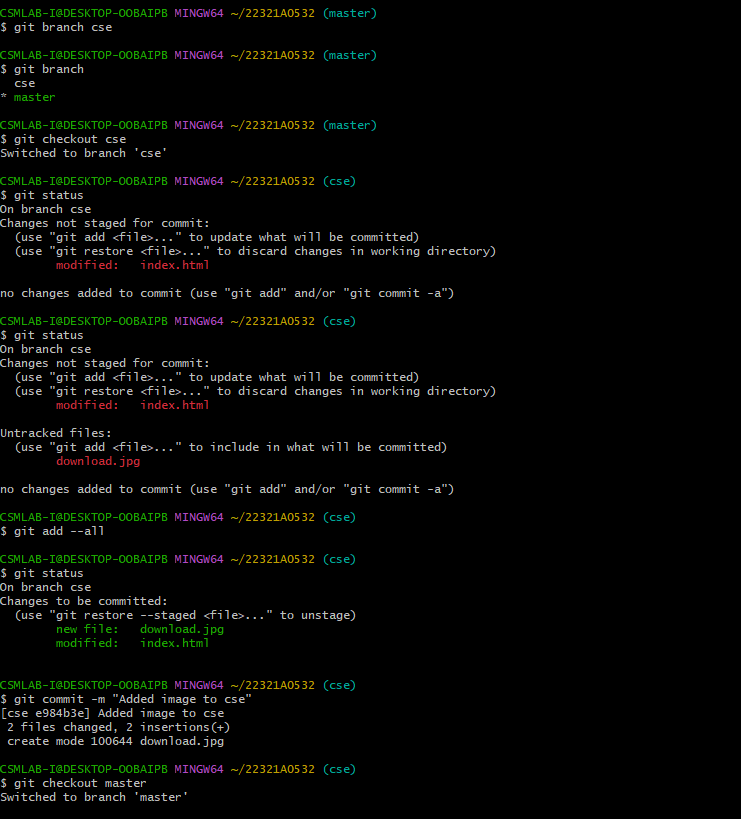 CSMLAB-I@DESKTOP-OOBAIPB MINGW64 ~/22321A0532 (master)
$ git branch cse

CSMLAB-I@DESKTOP-OOBAIPB MINGW64 ~/22321A0532 (master)
$ git branch
  cse
* master

CSMLAB-I@DESKTOP-OOBAIPB MINGW64 ~/22321A0532 (master)
$ git checkout cse
Switched to branch 'cse'

CSMLAB-I@DESKTOP-OOBAIPB MINGW64 ~/22321A0532 (cse)
$ git status
On branch cse
Changes not staged for commit:
  (use "git add <file>..." to update what will be committed)
  (use "git restore <file>..." to discard changes in working directory)
        modified:   index.html

no changes added to commit (use "git add" and/or "git commit -a")

CSMLAB-I@DESKTOP-OOBAIPB MINGW64 ~/22321A0532 (cse)
$ git status
On branch cse
Changes not staged for commit:
  (use "git add <file>..." to update what will be committed)
  (use "git restore <file>..." to discard changes in working directory)
        modified:   index.html

Untracked files:
  (use "git add <file>..." to include in what will be committed)
        download.jpg

no changes added to commit (use "git add" and/or "git commit -a")

CSMLAB-I@DESKTOP-OOBAIPB MINGW64 ~/22321A0532 (cse)
$ git add --all

CSMLAB-I@DESKTOP-OOBAIPB MINGW64 ~/22321A0532 (cse)
$ git status
On branch cse
Changes to be committed:
  (use "git restore --staged <file>..." to unstage)
        new file:   download.jpg
        modified:   index.html


CSMLAB-I@DESKTOP-OOBAIPB MINGW64 ~/22321A0532 (cse)
$ git commit -m "Added image to cse"
[cse e984b3e] Added image to cse
 2 files changed, 2 insertions(+)
 create mode 100644 download.jpg

CSMLAB-I@DESKTOP-OOBAIPB MINGW64 ~/22321A0532 (cse)
$ git checkout master
Switched to branch 'master'